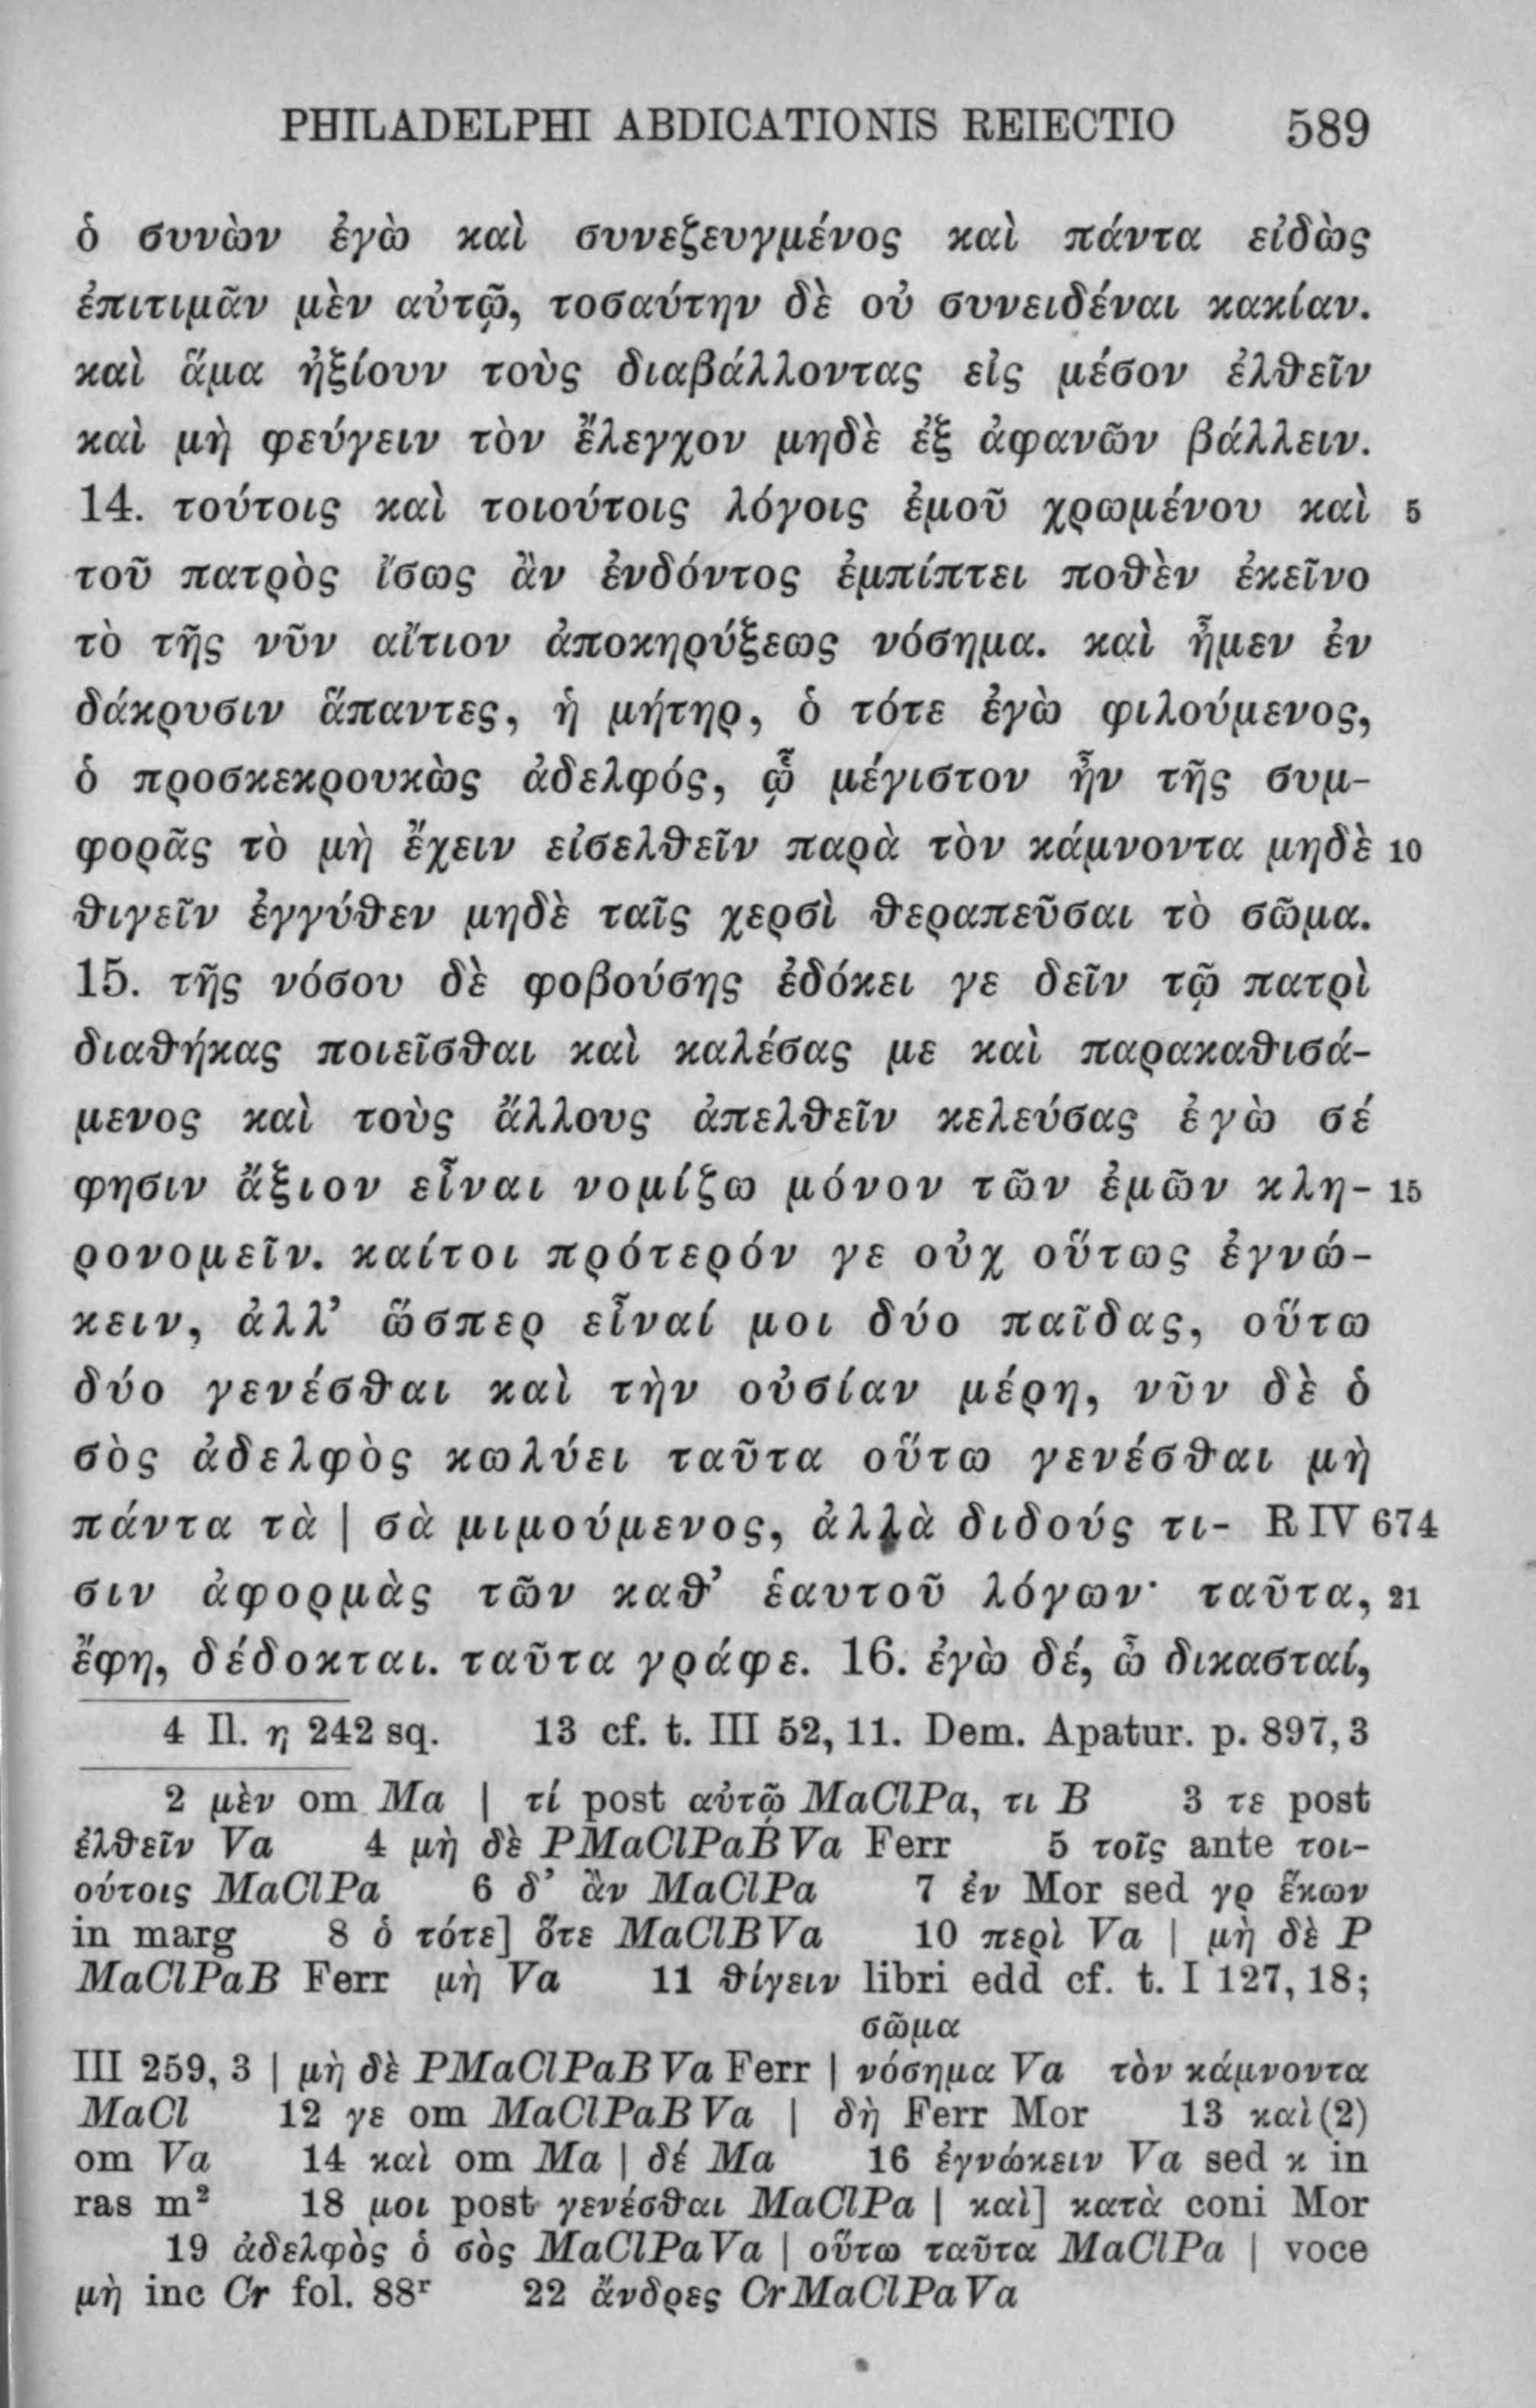 PHILADELPHI ABDICATIONIS REIECTIO 589
ὁ συνὼν ἐγὼ καὶ συνεζευγμένος καὶ πάντα εἰδὼς
ἐπιτιμᾶν μὲν αὐτῷ, τοσαύτην δὲ οὐ συνειδέναι κακίαν.
καὶ ἅμα ἠξίουν τοὺς διαβάλλοντας εἰς μέσον ἐλθεῖν
καὶ μὴ φεύγειν τὸν ἔλεγχον μηδὲ ἐξ ἀφανῶν βάλλειν.
14. τούτοις καὶ τοιούτοις λόγοις ἐμοῦ χρωμένου καὶ 5
τοῦ πατρὸς ἴσως ἂν ἐνδόντος ἐμπίπτει ποθὲν ἐκεῖνο
τὸ τῆς νῦν αἴτιον ἀποκηρύξεως νόσημα. καὶ ἦμεν ἐν
δάκρυσιν ἅπαντες, ἡ μήτηρ, ὁ τότε ἐγὼ φιλούμενος,
ὁ προσκεκρουκὼς ἀδελφός, ᾧ μέγιστον ἦν τῆς συμ-
φορᾶς τὸ μὴ ἔχειν εἰσελθεῖν παρὰ τὸν κάμνοντα μηδὲ 10
θιγεῖν ἐγγύθεν μηδὲ ταῖς χερσὶ θεραπεῦσαι τὸ σῶμα.
15. τῆς νόσου δὲ φοβούσης ἐδόκει γε δεῖν τῷ πατρὶ
διαθήκας ποιεῖσθαι καὶ καλέσας με καὶ παρακαθισά-
μενος καὶ τοὺς ἄλλους ἀπελθεῖν κελεύσας ἐγὼ σέ
φησιν ἄξιον εἶναι νομίζω μόνον τῶν ἐμῶν κλη- 15
ρονομεῖν. καίτοι πρότερόν γε οὐχ οὕτως ἐγνώ-
κειν, ἀλλ’ ὥσπερ εἶναί μοι δύο παῖδας, οὕτω
δύο γενέσθαι καὶ τὴν οὐσίαν μέρη, νῦν δὲ ὁ
σὸς ἀδελφὸς κωλύει ταῦτα οὕτω γενέσθαι μὴ
πάντα τὰ | σὰ μιμούμενος, ἀλλὰ διδούς τι- R IV 674
σιν ἀφορμὰς τῶν καθ’ ἑαυτοῦ λόγων· ταῦτα, 21
ἔφη, δέδοκται. ταῦτα γράφε. 16. ἐγὼ δέ, ὦ δικασταί,
4 Il. η 242 sq. 13 cf. t. III 52, 11. Dem. Apatur. p. 897, 3
2 μὲν om Ma | τί post αὐτῷ MaClPa, τι B 3 τε post
ἐλθεῖν Va 4 μὴ δὲ PMaClPaBVa Ferr 5 τοῖς ante τοι-
ούτοις MaClPa 6 δ’ ἂν MaClPa 7 ἐν Mor sed γρ ἕκων
in marg 8 ὁ τότε] ὅτε MaClBVa 10 περὶ Va | μὴ δὲ P
MaClPaB Ferr μὴ Va 11 θίγειν libri edd cf. t. I 127, 18;
σῶμα
III 259, 3 | μὴ δὲ PMaClPaBVa Ferr | νόσημα Va τὸν κάμνοντα
MaCl 12 γε om MaClPaBVa | δὴ Ferr Mor 13 καὶ (2)
om Va 14 καὶ om Ma | δέ Ma 16 ἐγνώκειν Va sed κ in
ras m² 18 μοι post γενέσθαι MaClPa | καὶ] κατὰ coni Mor
19 ἀδελφὸς ὁ σὸς MaClPaVa | οὕτω ταῦτα MaClPa | voce
μὴ inc Cr fol. 88ʳ 22 ἄνδρες CrMaClPaVa